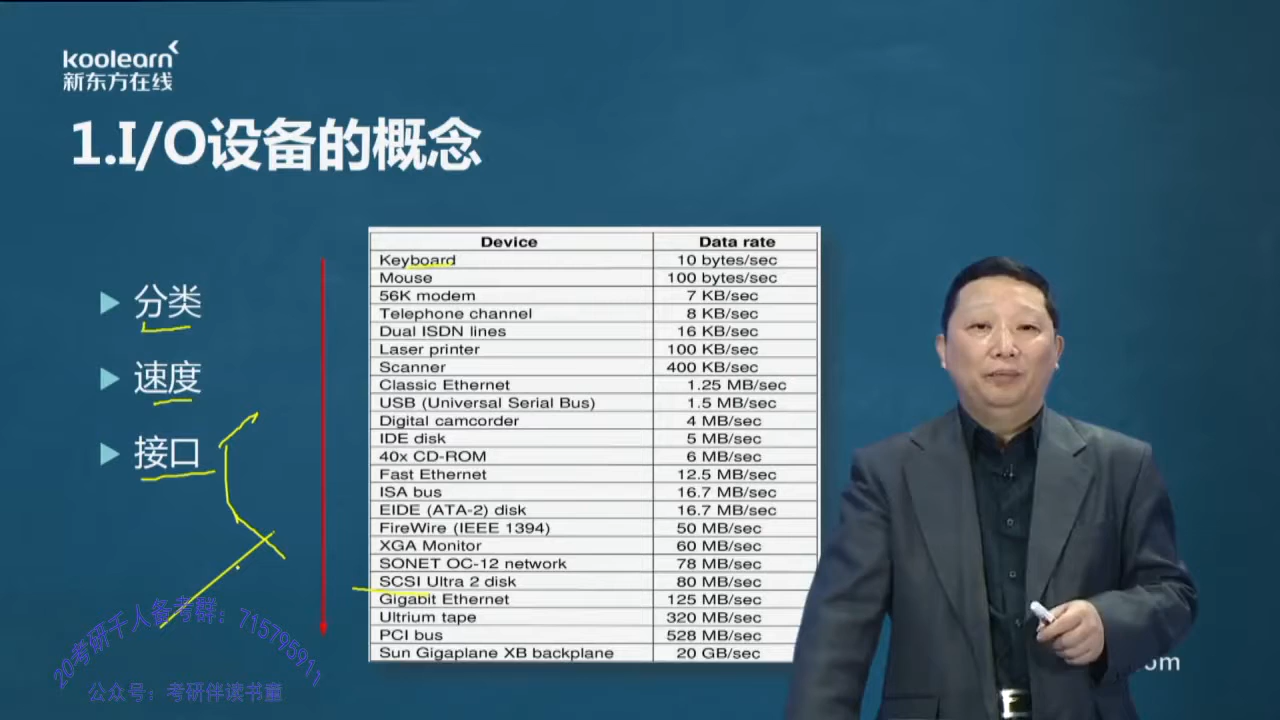 koolearn
新东方在线
1.I/O设备的概念
分类
速度
接口
Device Data rate
Keyboard 10 bytes/sec
Mouse 100 bytes/sec
56K modem 7 KB/sec
Telephone channel 8 KB/sec
Dual ISDN lines 16 KB/sec
Laser printer 100 KB/sec
Scanner 400 KB/sec
Classic Ethernet 1.25 MB/sec
USB (Universal Serial Bus) 1.5 MB/sec
Digital camcorder 4 MB/sec
IDE disk 5 MB/sec
40x CD-ROM 6 MB/sec
Fast Ethernet 12.5 MB/sec
ISA bus 16.7 MB/sec
EIDE (ATA-2) disk 16.7 MB/sec
FireWire (IEEE 1394) 50 MB/sec
XGA Monitor 60 MB/sec
SONET OC-12 network 78 MB/sec
SCSI Ultra 2 disk 80 MB/sec
Gigabit Ethernet 125 MB/sec
Ultrium tape 320 MB/sec
PCI bus 528 MB/sec
Sun Gigaplane XB backplane 20 GB/sec
20考研千人备考群：715795911
公众号：考研伴读书童